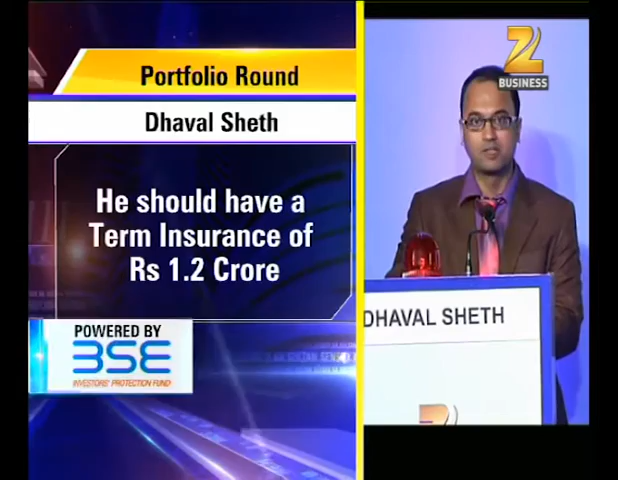 Portfolio Round
Dhaval Sheth
He should have a
Term Insurance of
Rs 1.2 Crore
POWERED BY
BSE
INVESTORS' PROTECTION FUND
Z
BUSINESS
DHAVAL SHETH